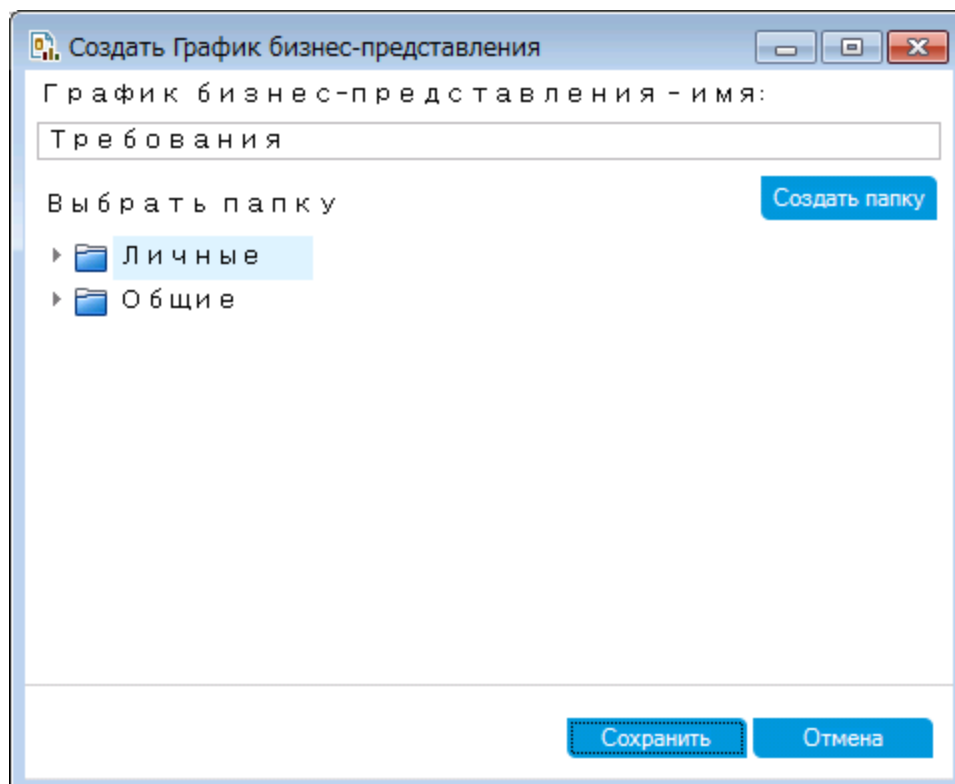 Создать График бизнес-представления
График бизнес-представления-имя:
Требования
Выбрать папку
Создать папку
Личные
Общие
Сохранить
Отмена